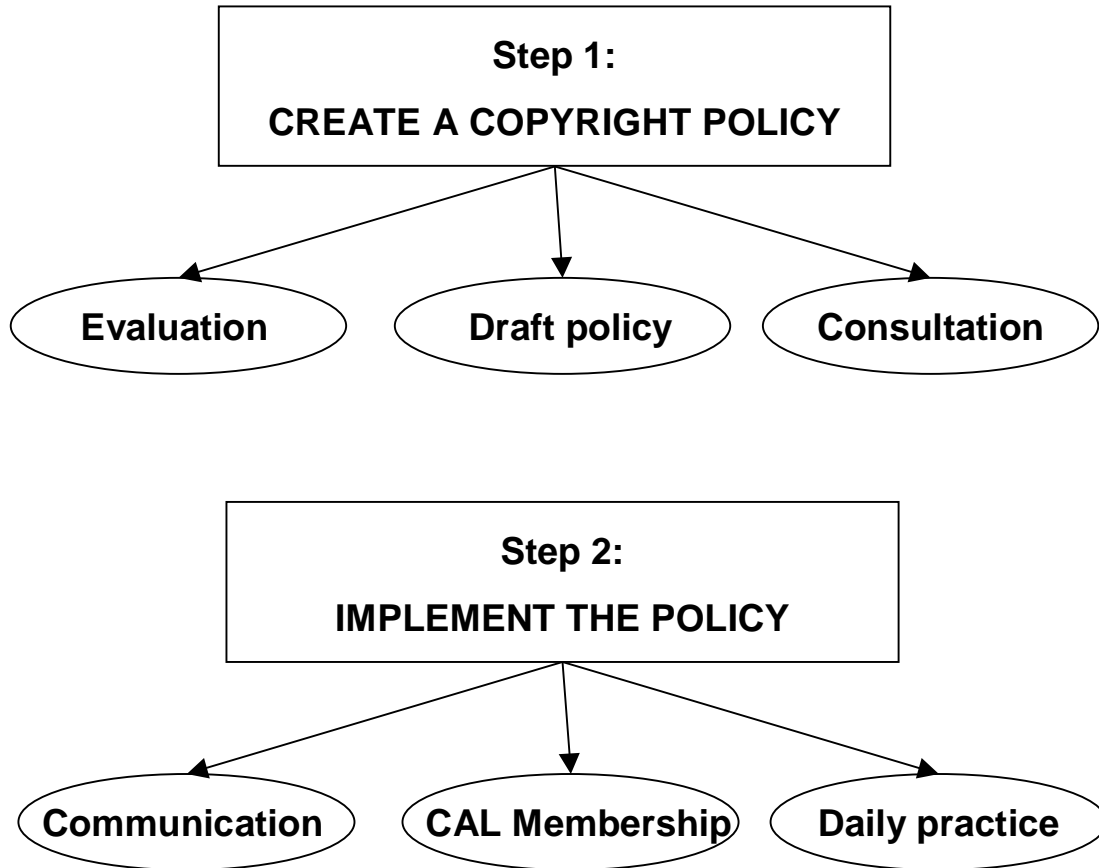 Step 1:
CREATE A COPYRIGHT POLICY
Evaluation
Draft policy
Consultation
Step 2:
IMPLEMENT THE POLICY
Communication
CAL Membership
Daily practice